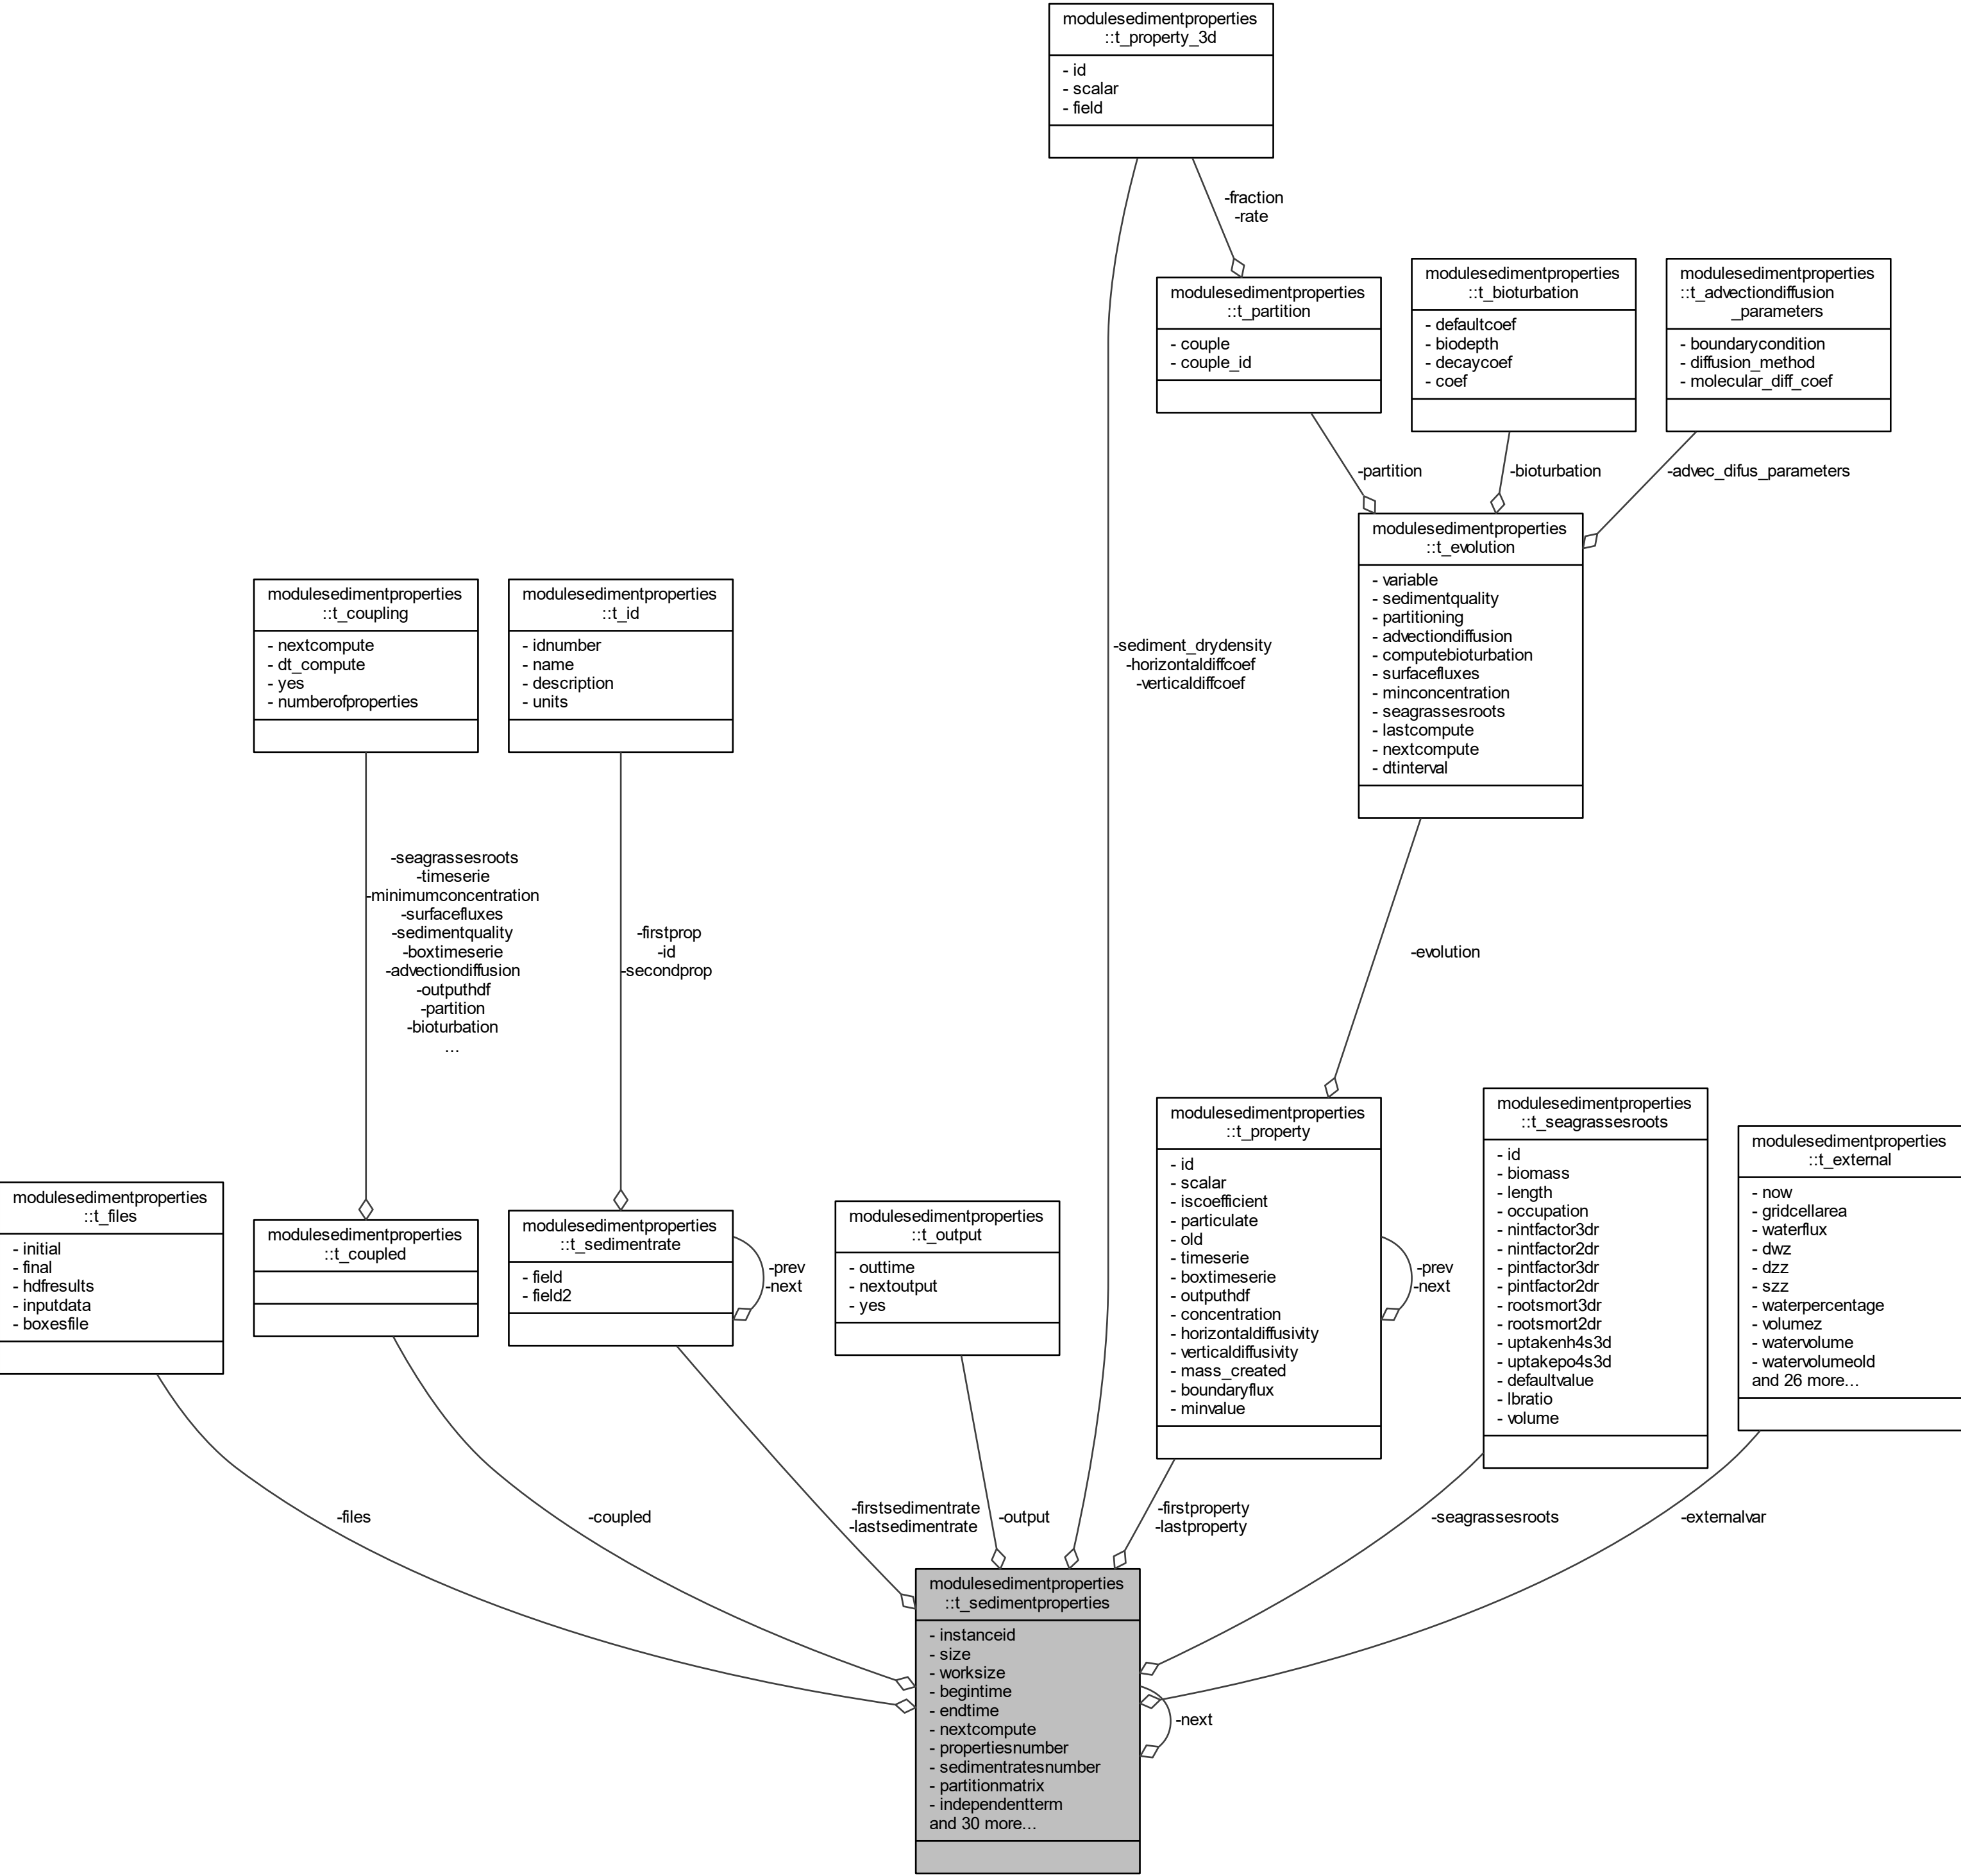 modulesedimentproperties
::t_property_3d
- id
- scalar
- field
-fraction
-rate
modulesedimentproperties
::t_partition
- couple
- couple_id
modulesedimentproperties
::t_bioturbation
- defaultcoef
- biodepth
- decaycoef
- coef
modulesedimentproperties
::t_advectiondiffusion
_parameters
- boundarycondition
- diffusion_method
- molecular_diff_coef
-partition
-bioturbation
-advec_difus_parameters
modulesedimentproperties
::t_evolution
- variable
- sedimentquality
- partitioning
- advectiondiffusion
- computebioturbation
- surfacefluxes
- minconcentration
- seagrassesroots
- lastcompute
- nextcompute
- dtinterval
modulesedimentproperties
::t_coupling
- nextcompute
- dt_compute
- yes
- numberofproperties
modulesedimentproperties
::t_id
- idnumber
- name
- description
- units
-sediment_drydensity
-horizontaldiffcoef
-verticaldiffcoef
-seagrassesroots
-timeserie
-minimumconcentration
-surfacefluxes
-sedimentquality
-boxtimeserie
-advectiondiffusion
-outputhdf
-partition
-bioturbation
...
-firstprop
-id
-secondprop
-evolution
modulesedimentproperties
::t_files
- initial
- final
- hdfresults
- inputdata
- boxesfile
modulesedimentproperties
::t_coupled
modulesedimentproperties
::t_sedimentrate
- field
- field2
-prev
-next
modulesedimentproperties
::t_output
- outtime
- nextoutput
- yes
modulesedimentproperties
::t_property
- id
- scalar
- iscoefficient
- particulate
- old
- timeserie
- boxtimeserie
- outputhdf
- concentration
- horizontaldiffusivity
- verticaldiffusivity
- mass_created
- boundaryflux
- minvalue
-prev
-next
modulesedimentproperties
::t_seagrassesroots
- id
- biomass
- length
- occupation
- nintfactor3dr
- nintfactor2dr
- pintfactor3dr
- pintfactor2dr
- rootsmort3dr
- rootsmort2dr
- uptakenh4s3d
- uptakepo4s3d
- defaultvalue
- lbratio
- volume
modulesedimentproperties
::t_external
- now
- gridcellarea
- waterflux
- dwz
- dzz
- szz
- waterpercentage
- volumez
- watervolume
- watervolumeold
and 26 more...
-files
-coupled
-firstsedimentrate
-lastsedimentrate
-output
-firstproperty
-lastproperty
-seagrassesroots
-externalvar
modulesedimentproperties
::t_sedimentproperties
- instanceid
- size
- worksize
- begintime
- endtime
- nextcompute
- propertiesnumber
- sedimentratesnumber
- partitionmatrix
- independentterm
and 30 more...
-next